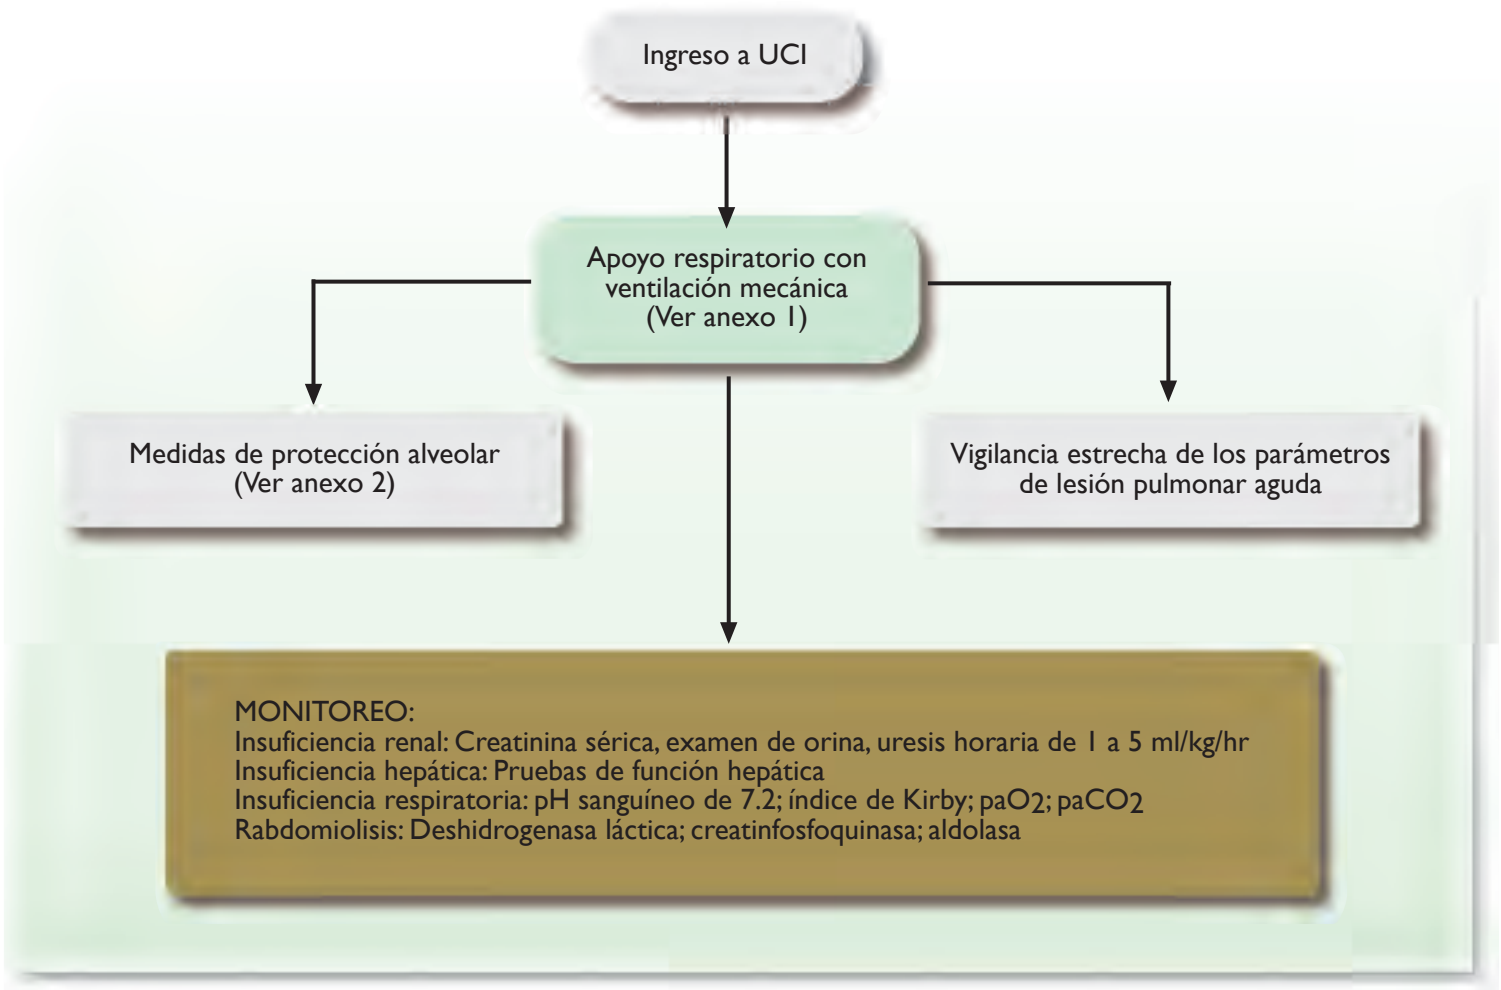 Ingreso a UCI
Apoyo respiratorio con
ventilación mecánica
(Ver anexo 1)
Medidas de protección alveolar
(Ver anexo 2)
Vigilancia estrecha de los parámetros
de lesión pulmonar aguda
MONITOREO:
Insuficiencia renal: Creatinina sérica, examen de orina, uresis horaria de 1 a 5 ml/kg/hr
Insuficiencia hepática: Pruebas de función hepática
Insuficiencia respiratoria: pH sanguíneo de 7.2; índice de Kirby; paO2; paCO2
Rabdomiolisis: Deshidrogenasa láctica; creatinfosfoquinasa; aldolasa